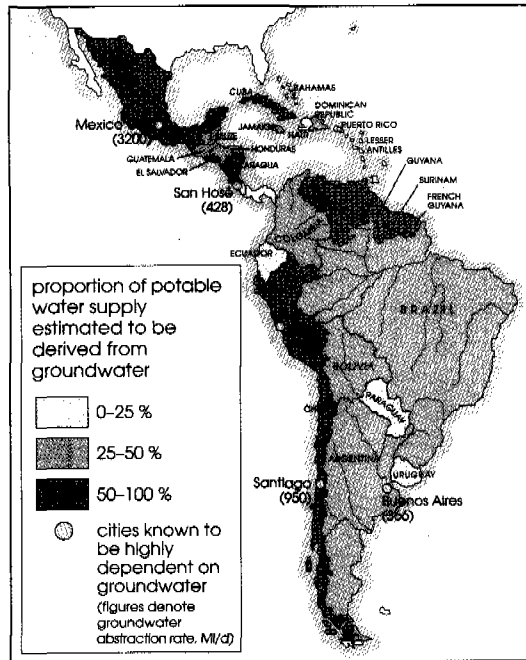 CUBA
BAHAMAS
DOMINICAN
REPUBLIC
Mexico
(3200)
JAMAICA
HAITI
PUERTO RICO
BELIZE
LESSER
ANTILLES
HONDURAS
GUATEMALA
EL SALVADOR
GUYANA
SURINAM
San José
(428)
FRENCH
GUYANA
COLOMBIA
ECUADOR
proportion of potable
water supply
estimated to be
derived from
groundwater
BRAZIL
BOLIVIA
PARAGUAY
0–25 %
25–50 %
ARGENTINA
URUGUAY
Santiago
(950)
Buenos Aires
(366)
50–100 %
cities known to
be highly
dependent on
groundwater
(figures denote
groundwater
abstraction rate, Ml/d)